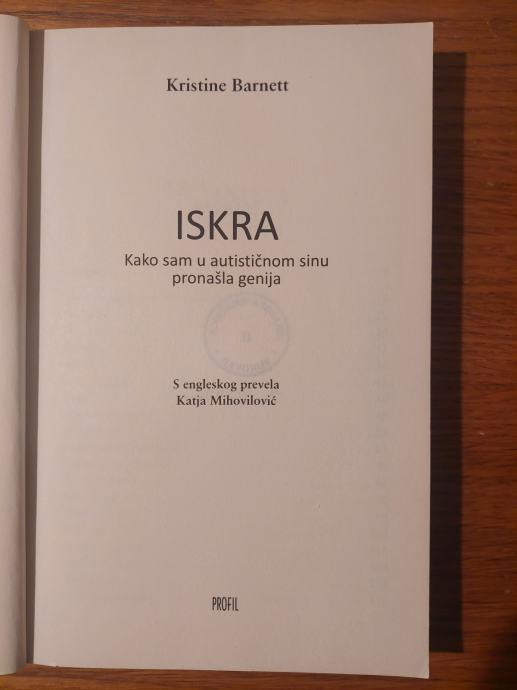 Kristine Barnett
ISKRA
Kako sam u autističnom sinu
pronašla genija
S engleskog prevela
Katja Mihovilović
PROFIL